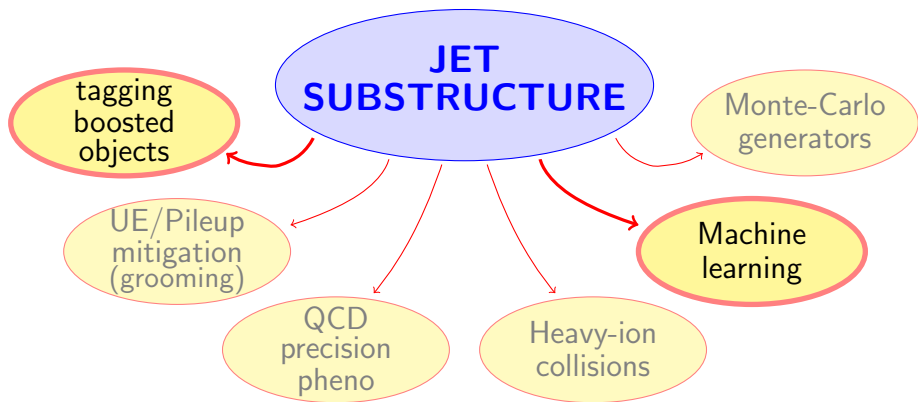 JET
SUBSTRUCTURE
tagging
boosted
objects
Monte-Carlo
generators
UE/Pileup
mitigation
(grooming)
Machine
learning
QCD
precision
pheno
Heavy-ion
collisions